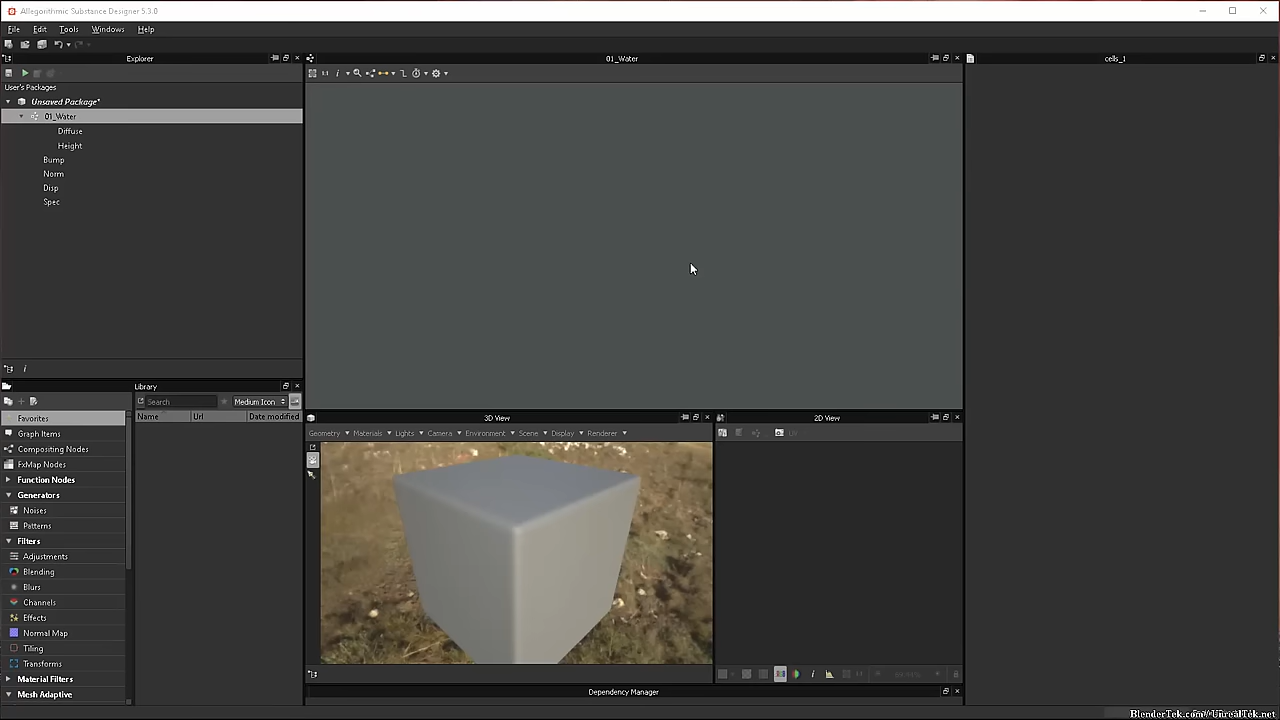 Allegorithmic Substance Designer 5.3.0
File Edit Tools Windows Help
Explorer
01_Water
cells_1
User's Packages
Unsaved Package*
01_Water
Diffuse
Height
Bump
Norm
Disp
Spec
Library
Search
Medium Icon
Name Url Date modified
Favorites
Graph Items
Compositing Nodes
FxMap Nodes
Function Nodes
Generators
Noises
Patterns
Filters
Adjustments
Blending
Blurs
Channels
Effects
Normal Map
Tiling
Transforms
Material Filters
Mesh Adaptive
3D View
Geometry Materials Lights Camera Environment Scene Display Renderer
2D View
Dependency Manager
BlenderTek.com//UnrealTek.net